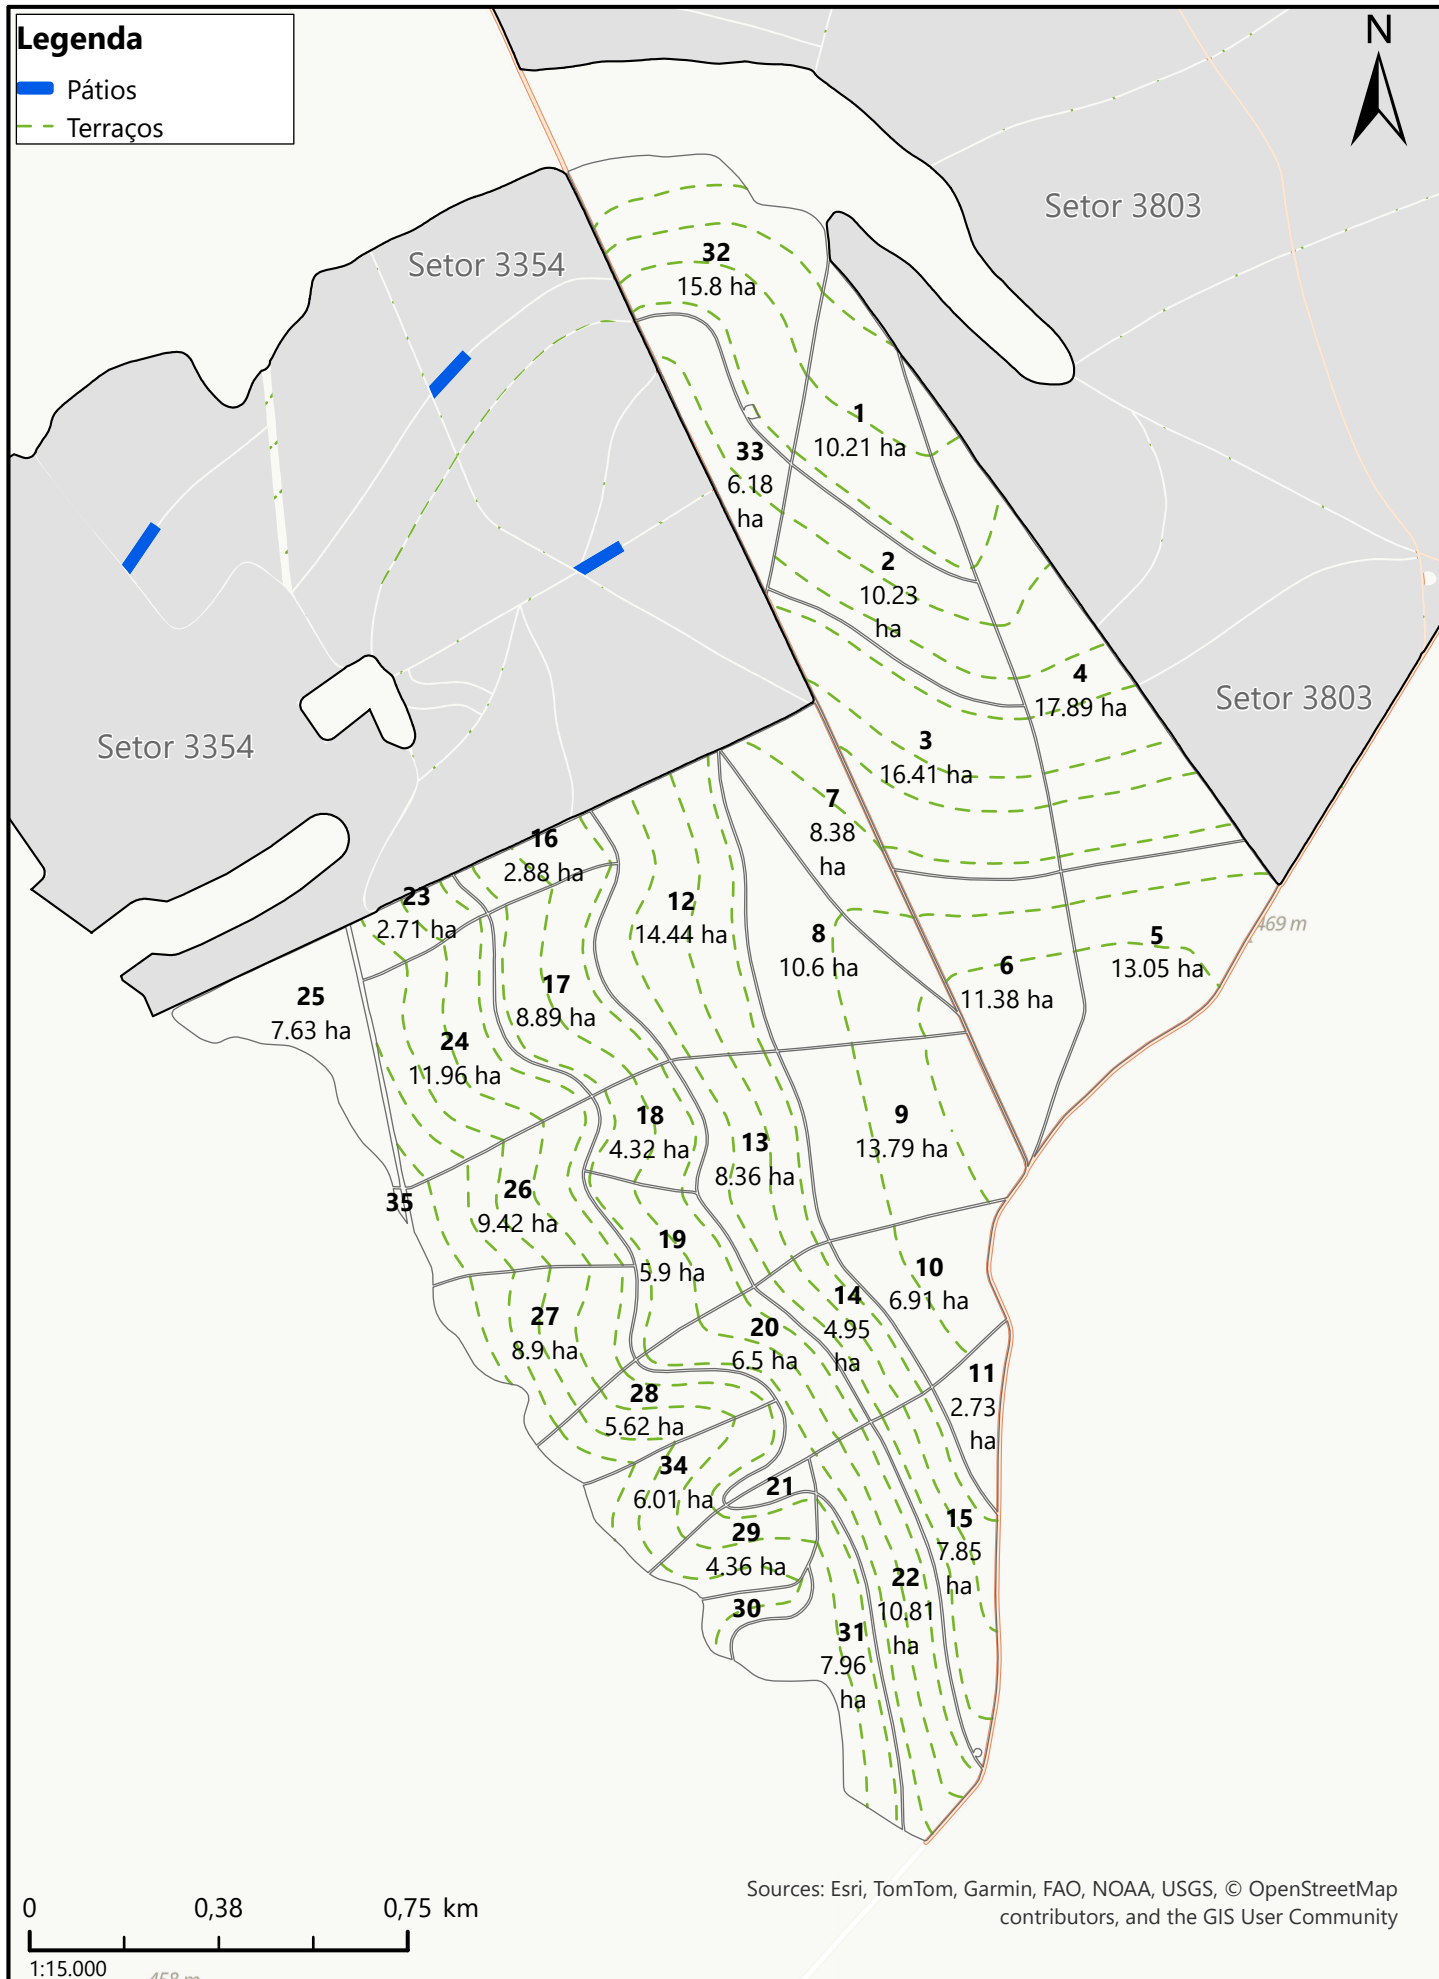 Legenda
Pátios
Terraços
N
Setor 3803
Setor 3354
32
15.8 ha
1
10.21 ha
33
6.18
ha
2
10.23
ha
4
17.89 ha
Setor 3803
Setor 3354
3
16.41 ha
7
8.38
ha
16
2.88 ha
23
2.71 ha
12
14.44 ha
469 m
8
10.6 ha
5
13.05 ha
6
11.38 ha
25
7.63 ha
17
8.89 ha
24
11.96 ha
18
4.32 ha
13
8.36 ha
9
13.79 ha
35
26
9.42 ha
19
5.9 ha
10
6.91 ha
14
4.95
ha
27
8.9 ha
20
6.5 ha
11
2.73
ha
28
5.62 ha
34
6.01 ha
21
15
7.85
ha
29
4.36 ha
22
10.81
ha
30
31
7.96
ha
Sources: Esri, TomTom, Garmin, FAO, NOAA, USGS, © OpenStreetMap
contributors, and the GIS User Community
0 0,38 0,75 km
1:15.000
458 m